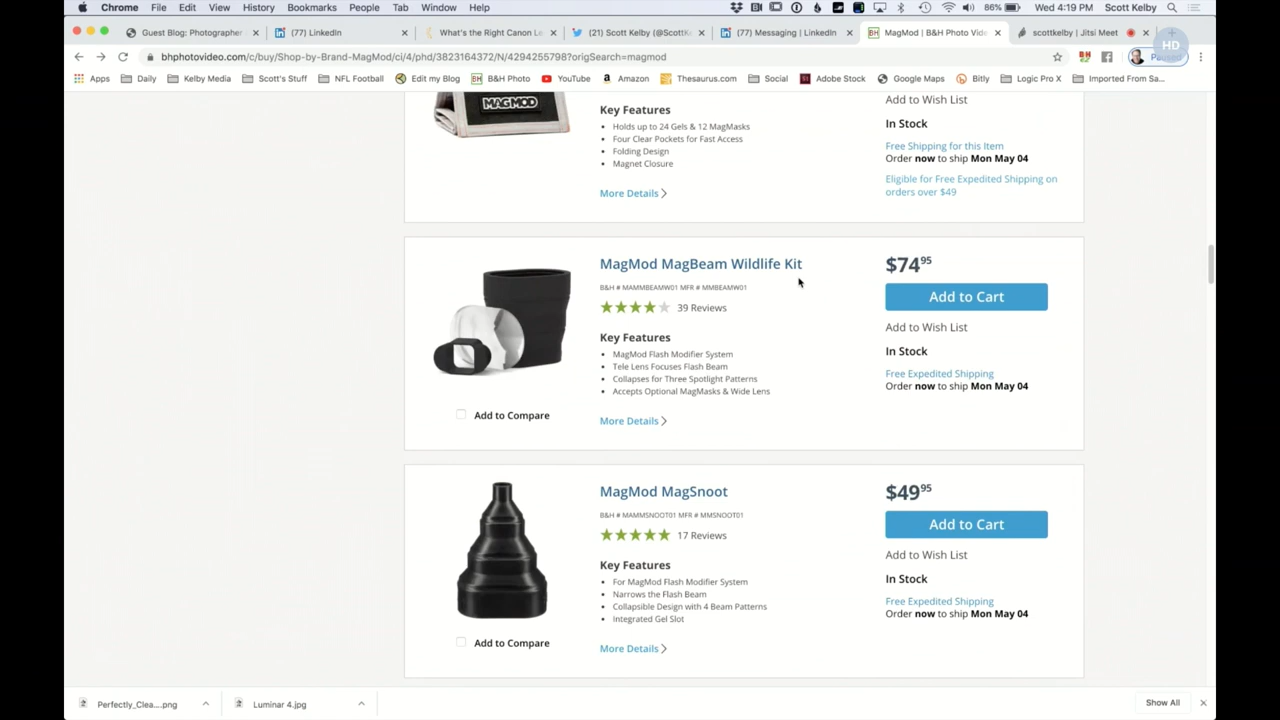 Chrome File Edit View History Bookmarks People Tab Window Help 86% Wed 4:19 PM Scott Kelby
Guest Blog: Photographer × (77) LinkedIn × What's the Right Canon Le × (21) Scott Kelby (@ScottK × (77) Messaging | LinkedIn × MagMod | B&H Photo Vide × scottkelby | Jitsi Meet ×
HD
bhphotovideo.com/c/buy/Shop-by-Brand-MagMod/ci/4/phd/3823164372/N/4294255798?origSearch=magmod Paused
Apps Daily Kelby Media Scott's Stuff NFL Football Edit my Blog B&H Photo YouTube Amazon Thesaurus.com Social Adobe Stock Google Maps Bitly Logic Pro X Imported From Sa...
MAGMOD
Key Features
• Holds up to 24 Gels & 12 MagMasks
• Four Clear Pockets for Fast Access
• Folding Design
• Magnet Closure
More Details
Add to Wish List
In Stock
Free Shipping for this Item
Order now to ship Mon May 04
Eligible for Free Expedited Shipping on
orders over $49
MagMod MagBeam Wildlife Kit
B&H # MAMMBEAMW01 MFR # MMBEAMW01
39 Reviews
Key Features
• MagMod Flash Modifier System
• Tele Lens Focuses Flash Beam
• Collapses for Three Spotlight Patterns
• Accepts Optional MagMasks & Wide Lens
Add to Compare
More Details
$74 95
Add to Cart
Add to Wish List
In Stock
Free Expedited Shipping
Order now to ship Mon May 04
MagMod MagSnoot
B&H # MAMMSNOOT01 MFR # MMSNOOT01
17 Reviews
Key Features
• For MagMod Flash Modifier System
• Narrows the Flash Beam
• Collapsible Design with 4 Beam Patterns
• Integrated Gel Slot
Add to Compare
More Details
$49 95
Add to Cart
Add to Wish List
In Stock
Free Expedited Shipping
Order now to ship Mon May 04
Perfectly_Clea....png Luminar 4.jpg Show All